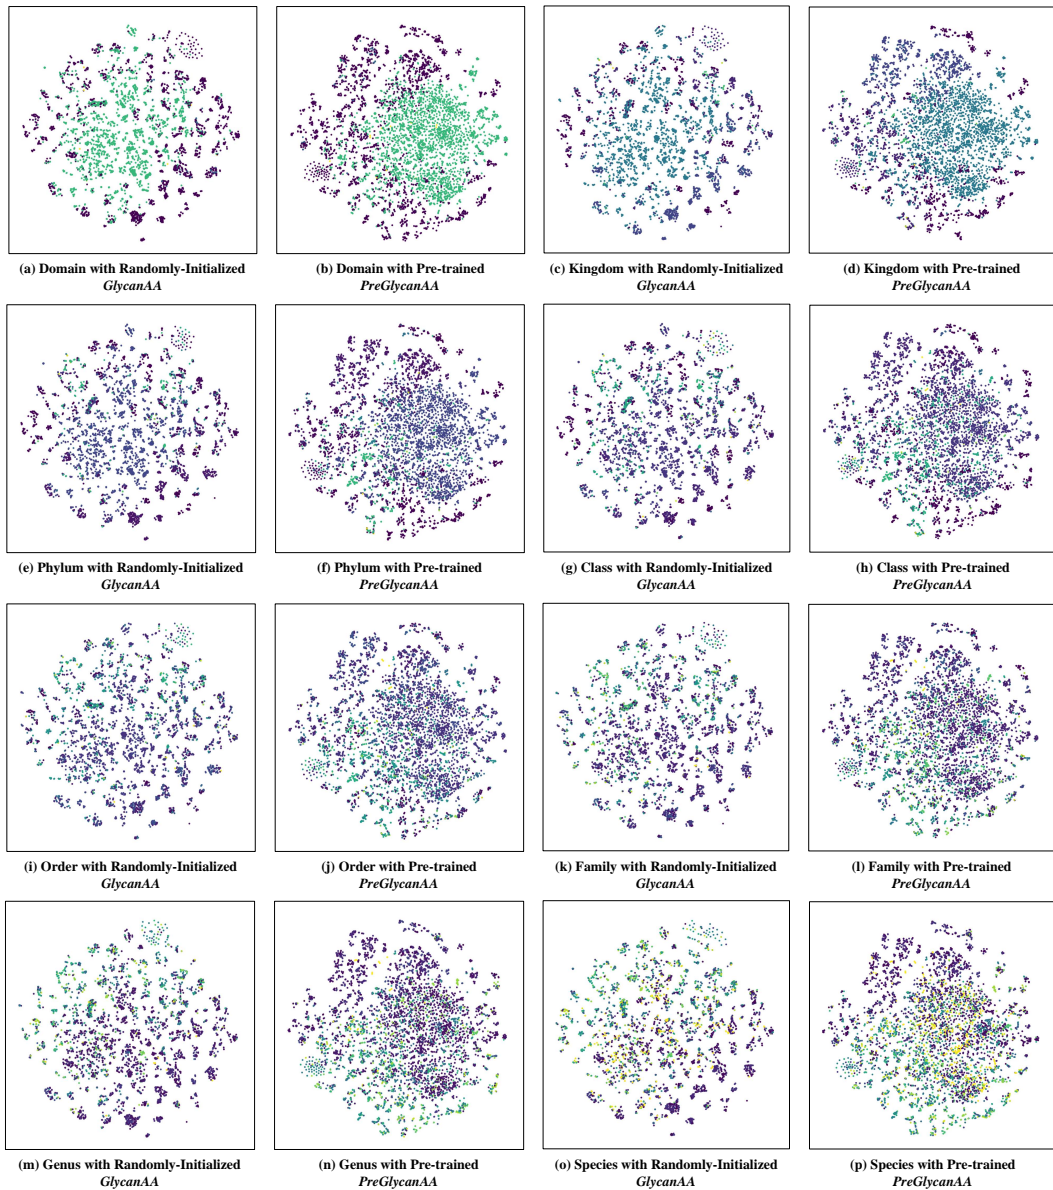 (a) Domain with Randomly-Initialized
GlycanAA
(b) Domain with Pre-trained
PreGlycanAA
(c) Kingdom with Randomly-Initialized
GlycanAA
(d) Kingdom with Pre-trained
PreGlycanAA
(e) Phylum with Randomly-Initialized
GlycanAA
(f) Phylum with Pre-trained
PreGlycanAA
(g) Class with Randomly-Initialized
GlycanAA
(h) Class with Pre-trained
PreGlycanAA
(i) Order with Randomly-Initialized
GlycanAA
(j) Order with Pre-trained
PreGlycanAA
(k) Family with Randomly-Initialized
GlycanAA
(l) Family with Pre-trained
PreGlycanAA
(m) Genus with Randomly-Initialized
GlycanAA
(n) Genus with Pre-trained
PreGlycanAA
(o) Species with Randomly-Initialized
GlycanAA
(p) Species with Pre-trained
PreGlycanAA